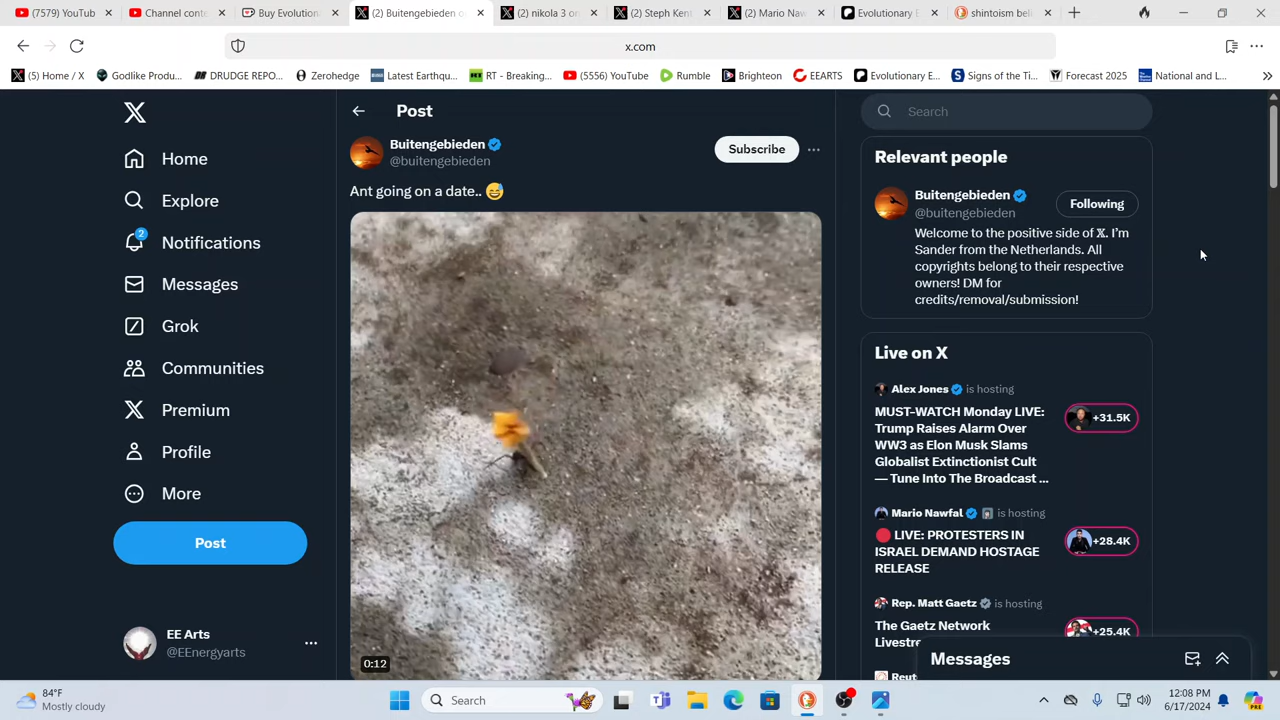 (7579) YouTub
Channel conte
Buy Evolution
(2) Buitengebieden o
(2) nikola 3 on
(2) Steph Kent
(2) Mario Naw
Evolutionary E
shintoism beli
x.com
(5) Home / X
Godlike Produ...
DRUDGE REPO...
Zerohedge
Latest Earthqu...
RT - Breaking...
(5556) YouTube
Rumble
Brighteon
EEARTS
Evolutionary E...
Signs of the Ti...
Forecast 2025
National and L...
Home
Explore
2
Notifications
Messages
Grok
Communities
Premium
Profile
More
Post
EE Arts
@EEnergyarts
Post
Buitengebieden
@buitengebieden
Subscribe
Ant going on a date.. 😅
0:12
Search
Relevant people
Buitengebieden
@buitengebieden
Following
Welcome to the positive side of 𝕏. I'm
Sander from the Netherlands. All
copyrights belong to their respective
owners! DM for
credits/removal/submission!
Live on X
Alex Jones is hosting
MUST-WATCH Monday LIVE:
Trump Raises Alarm Over
WW3 as Elon Musk Slams
Globalist Extinctionist Cult
— Tune Into The Broadcast ...
+31.5K
Mario Nawfal is hosting
🔴 LIVE: PROTESTERS IN
ISRAEL DEMAND HOSTAGE
RELEASE
+28.4K
Rep. Matt Gaetz is hosting
The Gaetz Network
Livestre
+25.4K
Reut
Messages
84°F
Mostly cloudy
Search
12:08 PM
6/17/2024
PRE